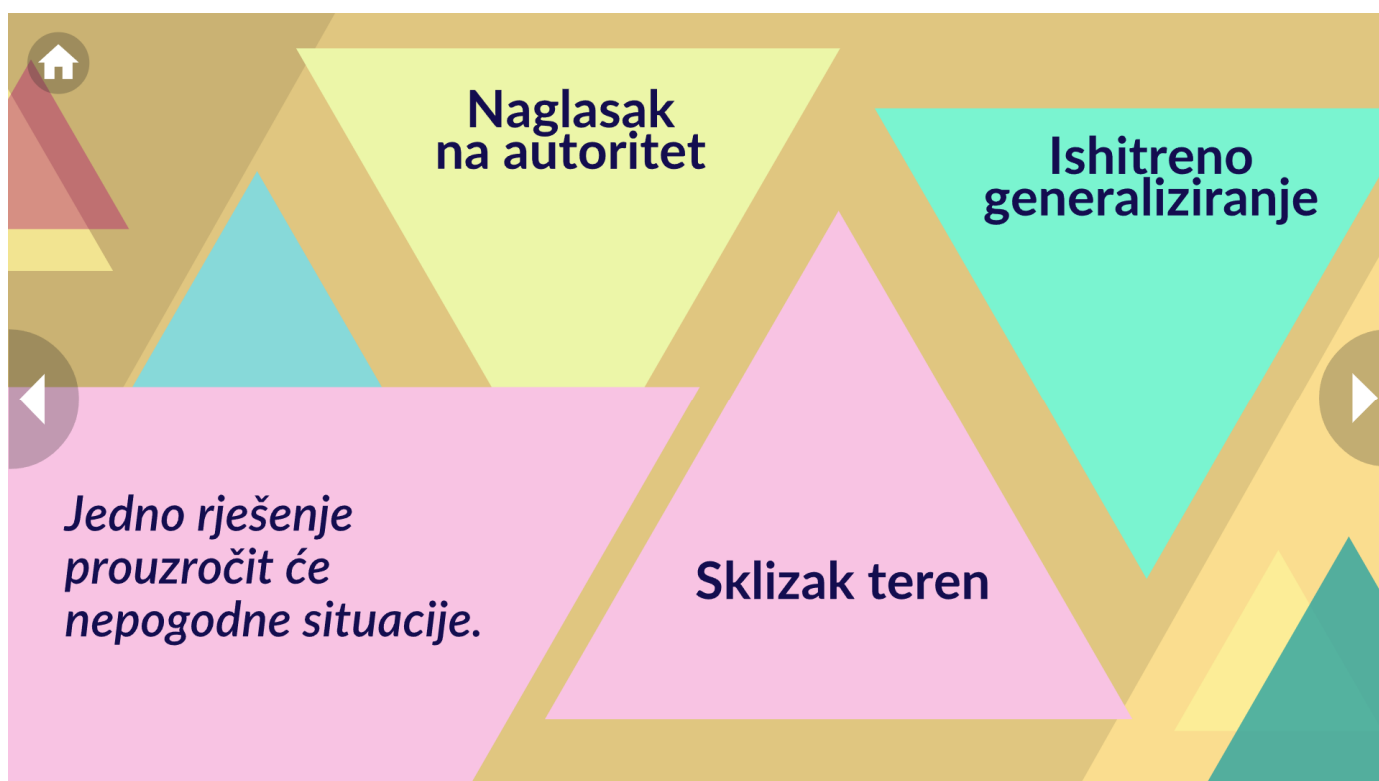 Naglasak
na autoritet
Ishitreno
generaliziranje
Jedno rješenje
prouzročit će
nepogodne situacije.
Sklizak teren